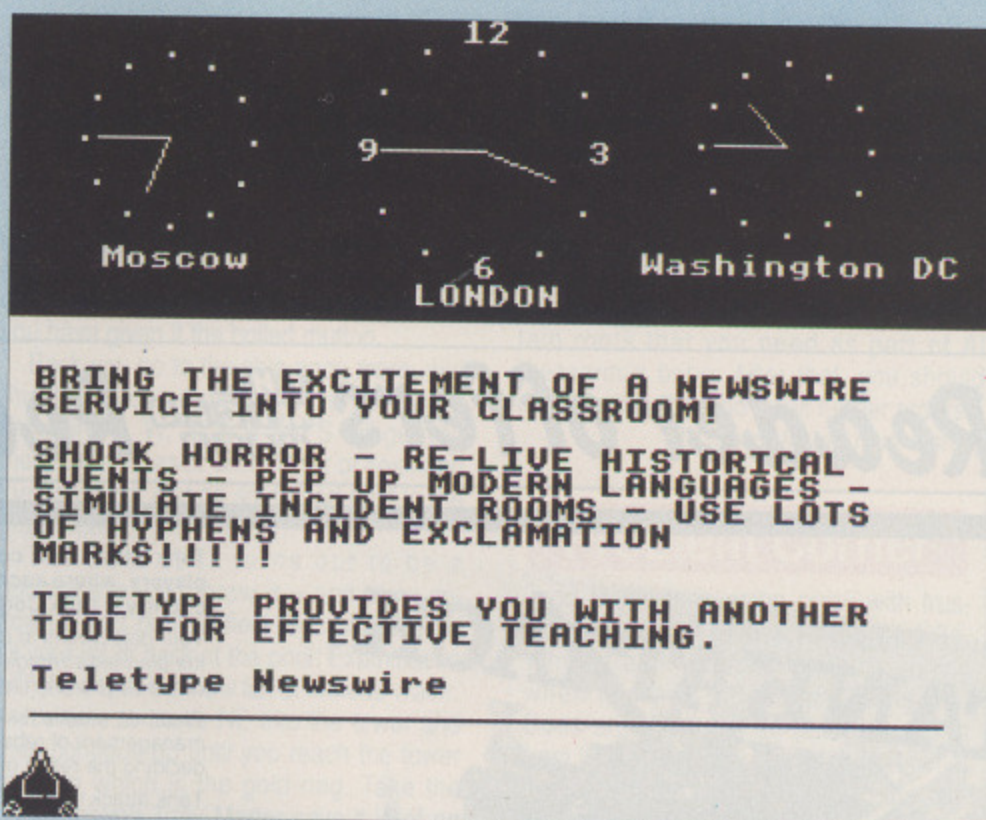 12
9
3
6
Moscow
LONDON
Washington DC
BRING THE EXCITEMENT OF A NEWSWIRE
SERVICE INTO YOUR CLASSROOM!
SHOCK HORROR - RE-LIVE HISTORICAL
EVENTS - PEP UP MODERN LANGUAGES -
SIMULATE INCIDENT ROOMS - USE LOTS
OF HYPHENS AND EXCLAMATION
MARKS!!!!!
TELETYPE PROVIDES YOU WITH ANOTHER
TOOL FOR EFFECTIVE TEACHING.
Teletype Newswire